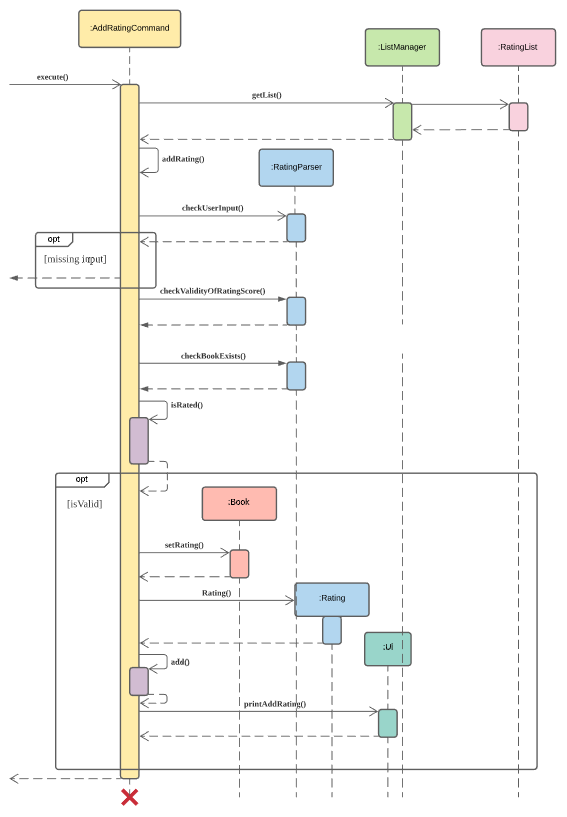 :AddRatingCommand
:ListManager
:RatingList
execute()
getList()
addRating()
:RatingParser
checkUserInput()
opt
[missing input]
checkValidityOfRatingScore()
checkBookExists()
isRated()
opt
[isValid]
:Book
setRating()
Rating()
:Rating
:UI
add()
printAddRating()